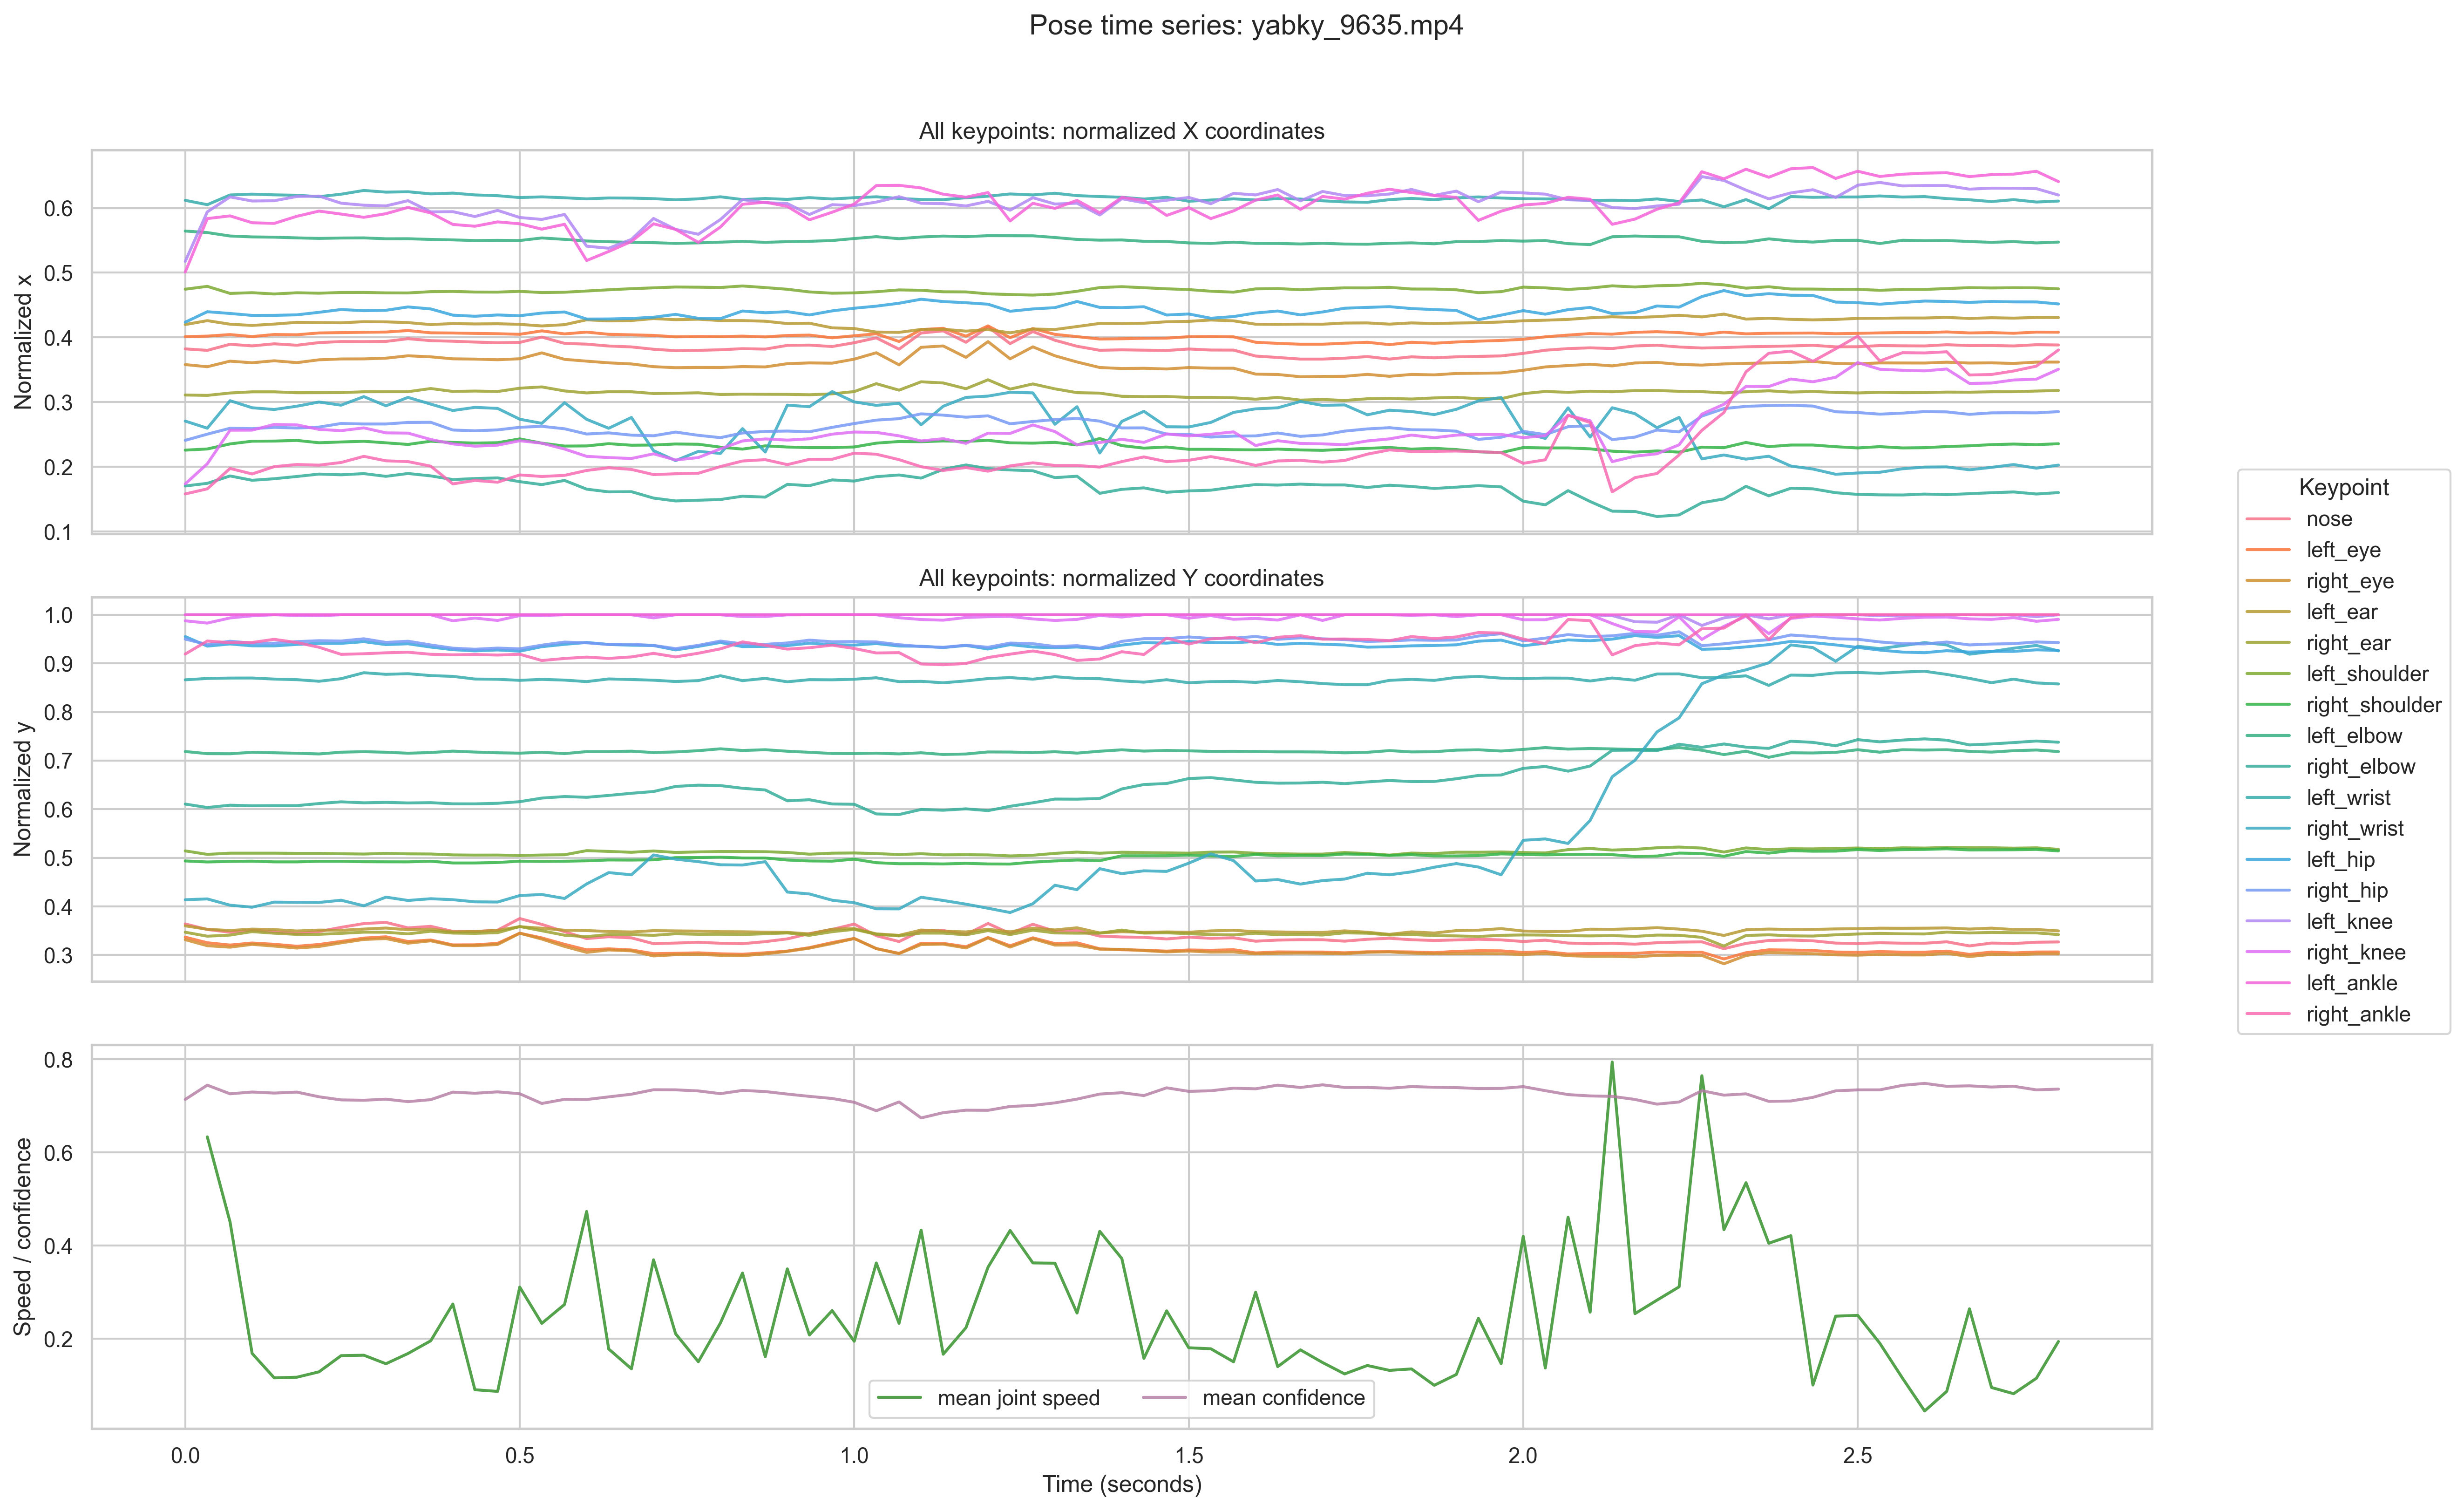 Pose time series: yabky_9635.mp4
All keypoints: normalized X coordinates
Normalized x
0.6
0.5
0.4
0.3
0.2
0.1
All keypoints: normalized Y coordinates
Normalized y
1.0
0.9
0.8
0.7
0.6
0.5
0.4
0.3
Speed / confidence
0.8
0.6
0.4
0.2
mean joint speed
mean confidence
0.0
0.5
1.0
1.5
2.0
2.5
Time (seconds)
Keypoint
nose
left_eye
right_eye
left_ear
right_ear
left_shoulder
right_shoulder
left_elbow
right_elbow
left_wrist
right_wrist
left_hip
right_hip
left_knee
right_knee
left_ankle
right_ankle